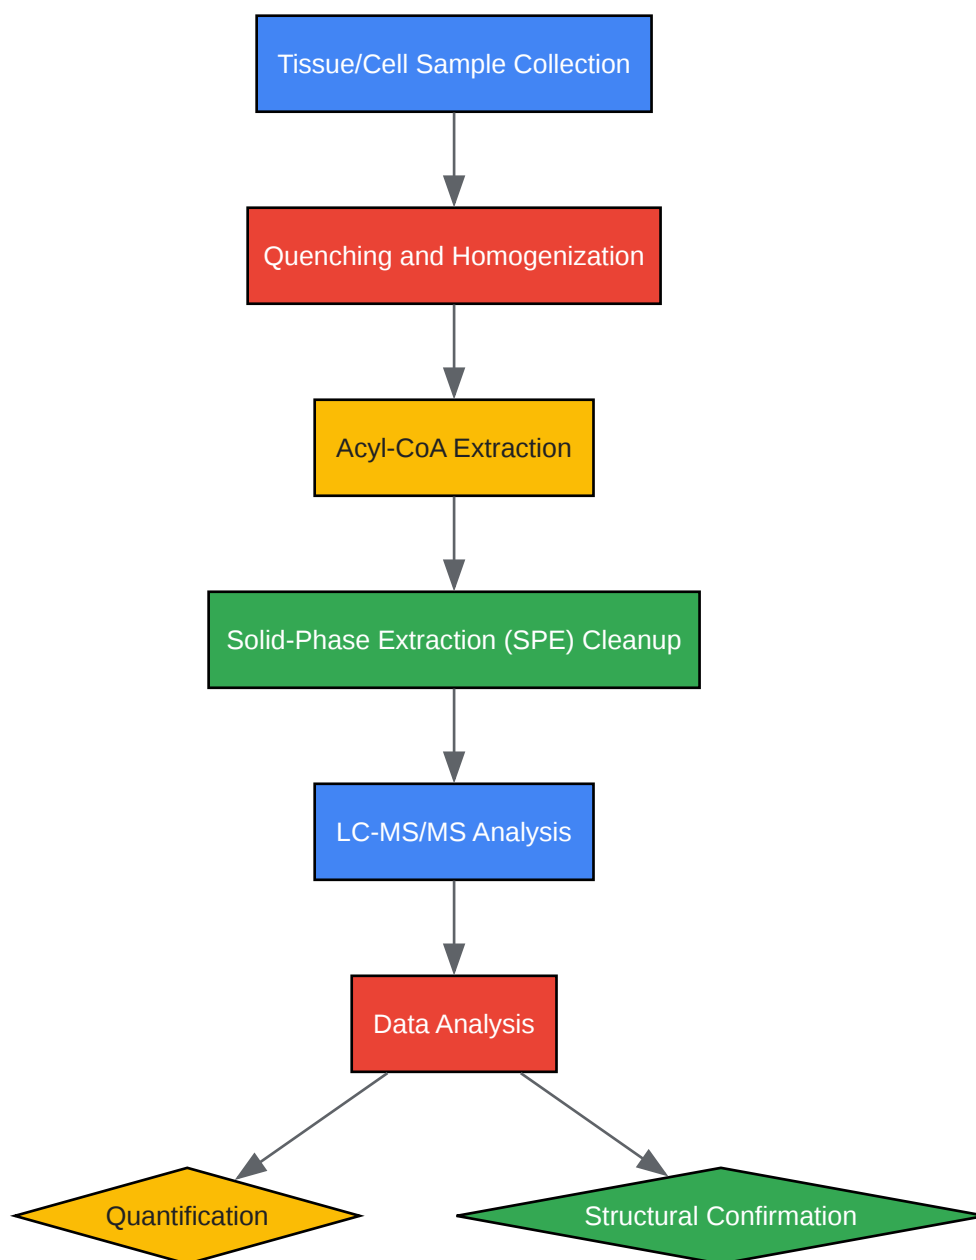 Tissue/Cell Sample Collection
Quenching and Homogenization
Acyl-CoA Extraction
Solid-Phase Extraction (SPE) Cleanup
LC-MS/MS Analysis
Data Analysis
Quantification
Structural Confirmation